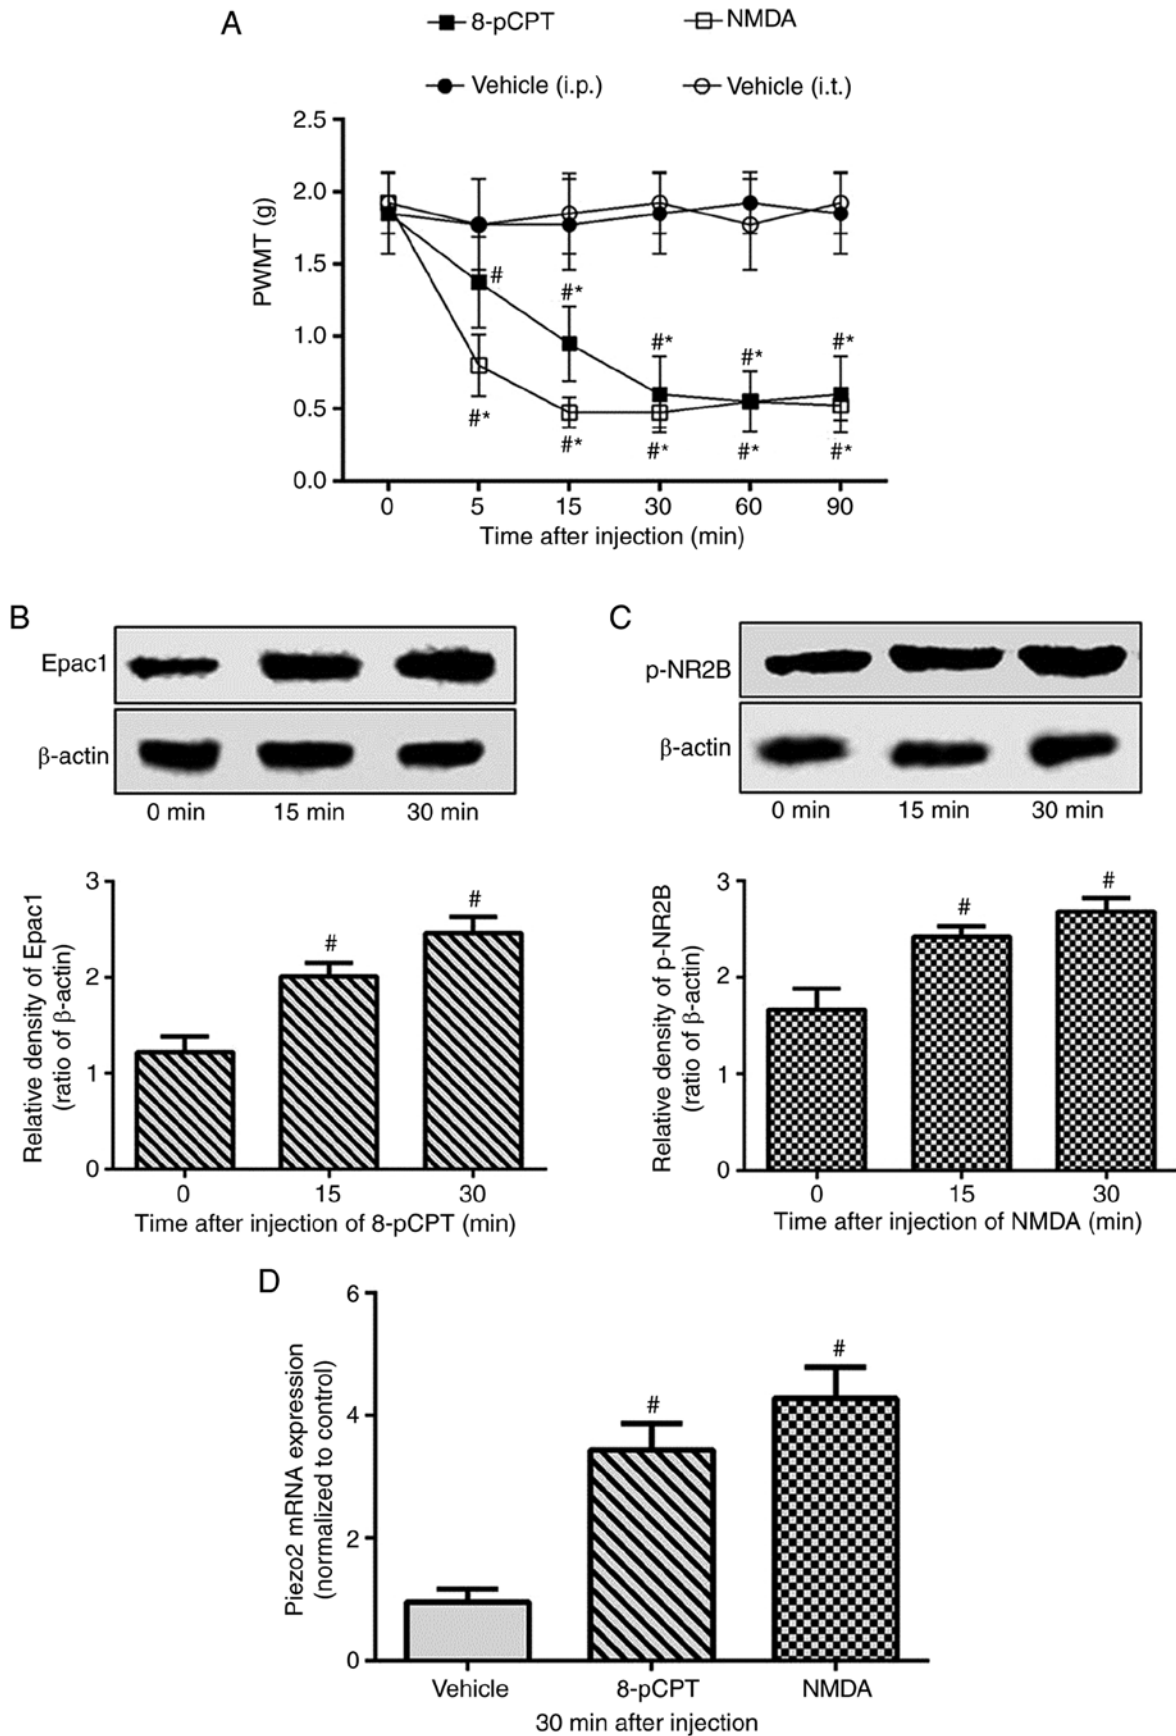 A
8-pCPT
NMDA
Vehicle (i.p.)
Vehicle (i.t.)
2.5
2.0
1.5
1.0
0.5
0.0
PWMT (g)
#
#*
#*
#*
#*
#*
#*
#*
#*
#*
0
5
15
30
60
90
Time after injection (min)
B
Epac1
β-actin
0 min
15 min
30 min
Relative density of Epac1
(ratio of β-actin)
3
2
1
0
#
#
0
15
30
Time after injection of 8-pCPT (min)
C
p-NR2B
β-actin
0 min
15 min
30 min
Relative density of p-NR2B
(ratio of β-actin)
3
2
1
0
#
#
0
15
30
Time after injection of NMDA (min)
D
Piezo2 mRNA expression
(normalized to control)
6
4
2
0
#
#
Vehicle
8-pCPT
NMDA
30 min after injection